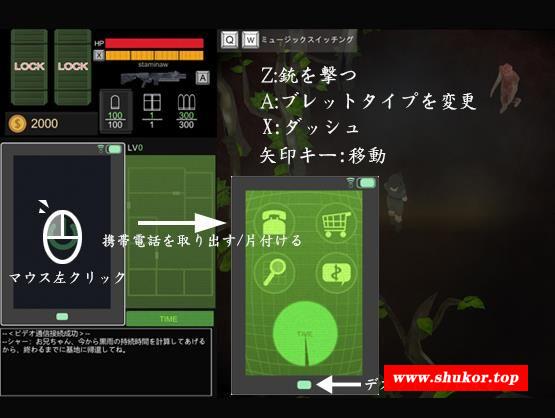 Q W ミュージックスイッチング
HP
X
staminaw
LOCK LOCK
A
100
100
1
1
300
300
2000
Z:銃を撃つ
A:ブレットタイプを変更
X:ダッシュ
矢印キー:移動
LV0
携帯電話を取り出す/片付ける
マウス左クリック
TIME
TIME
--<ビデオ通信接続成功>--
--シャー: お兄ちゃん、今から黒雨の持続時間を計算してあげる
から、終わるまでに基地に帰還してね。
www.shukor.top